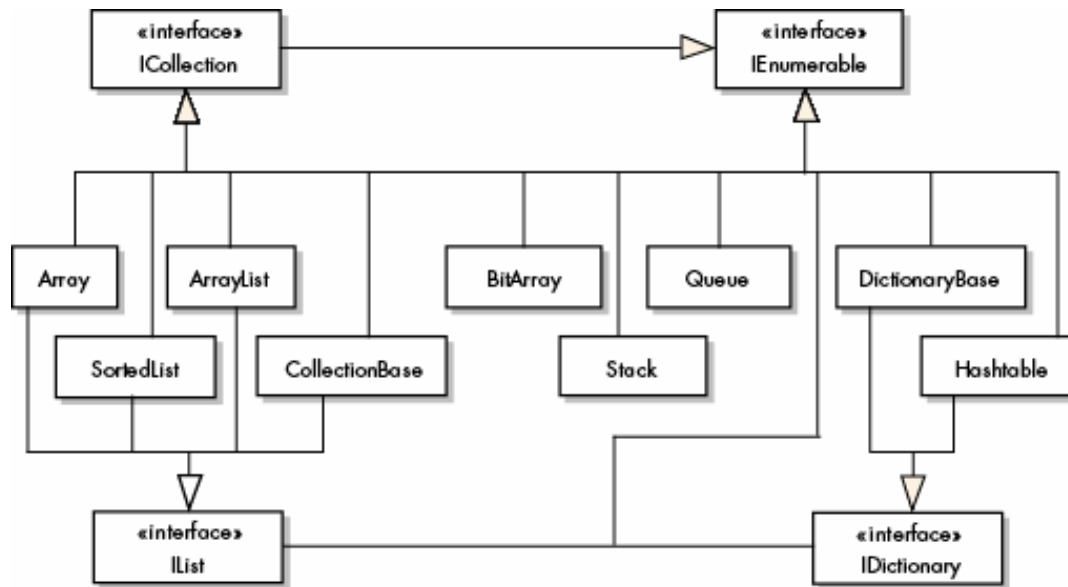 «interface»
ICollection
«interface»
IEnumerable
Array
ArrayList
BitArray
Queue
DictionaryBase
SortedList
CollectionBase
Stack
Hashtable
«interface»
IList
«interface»
IDictionary